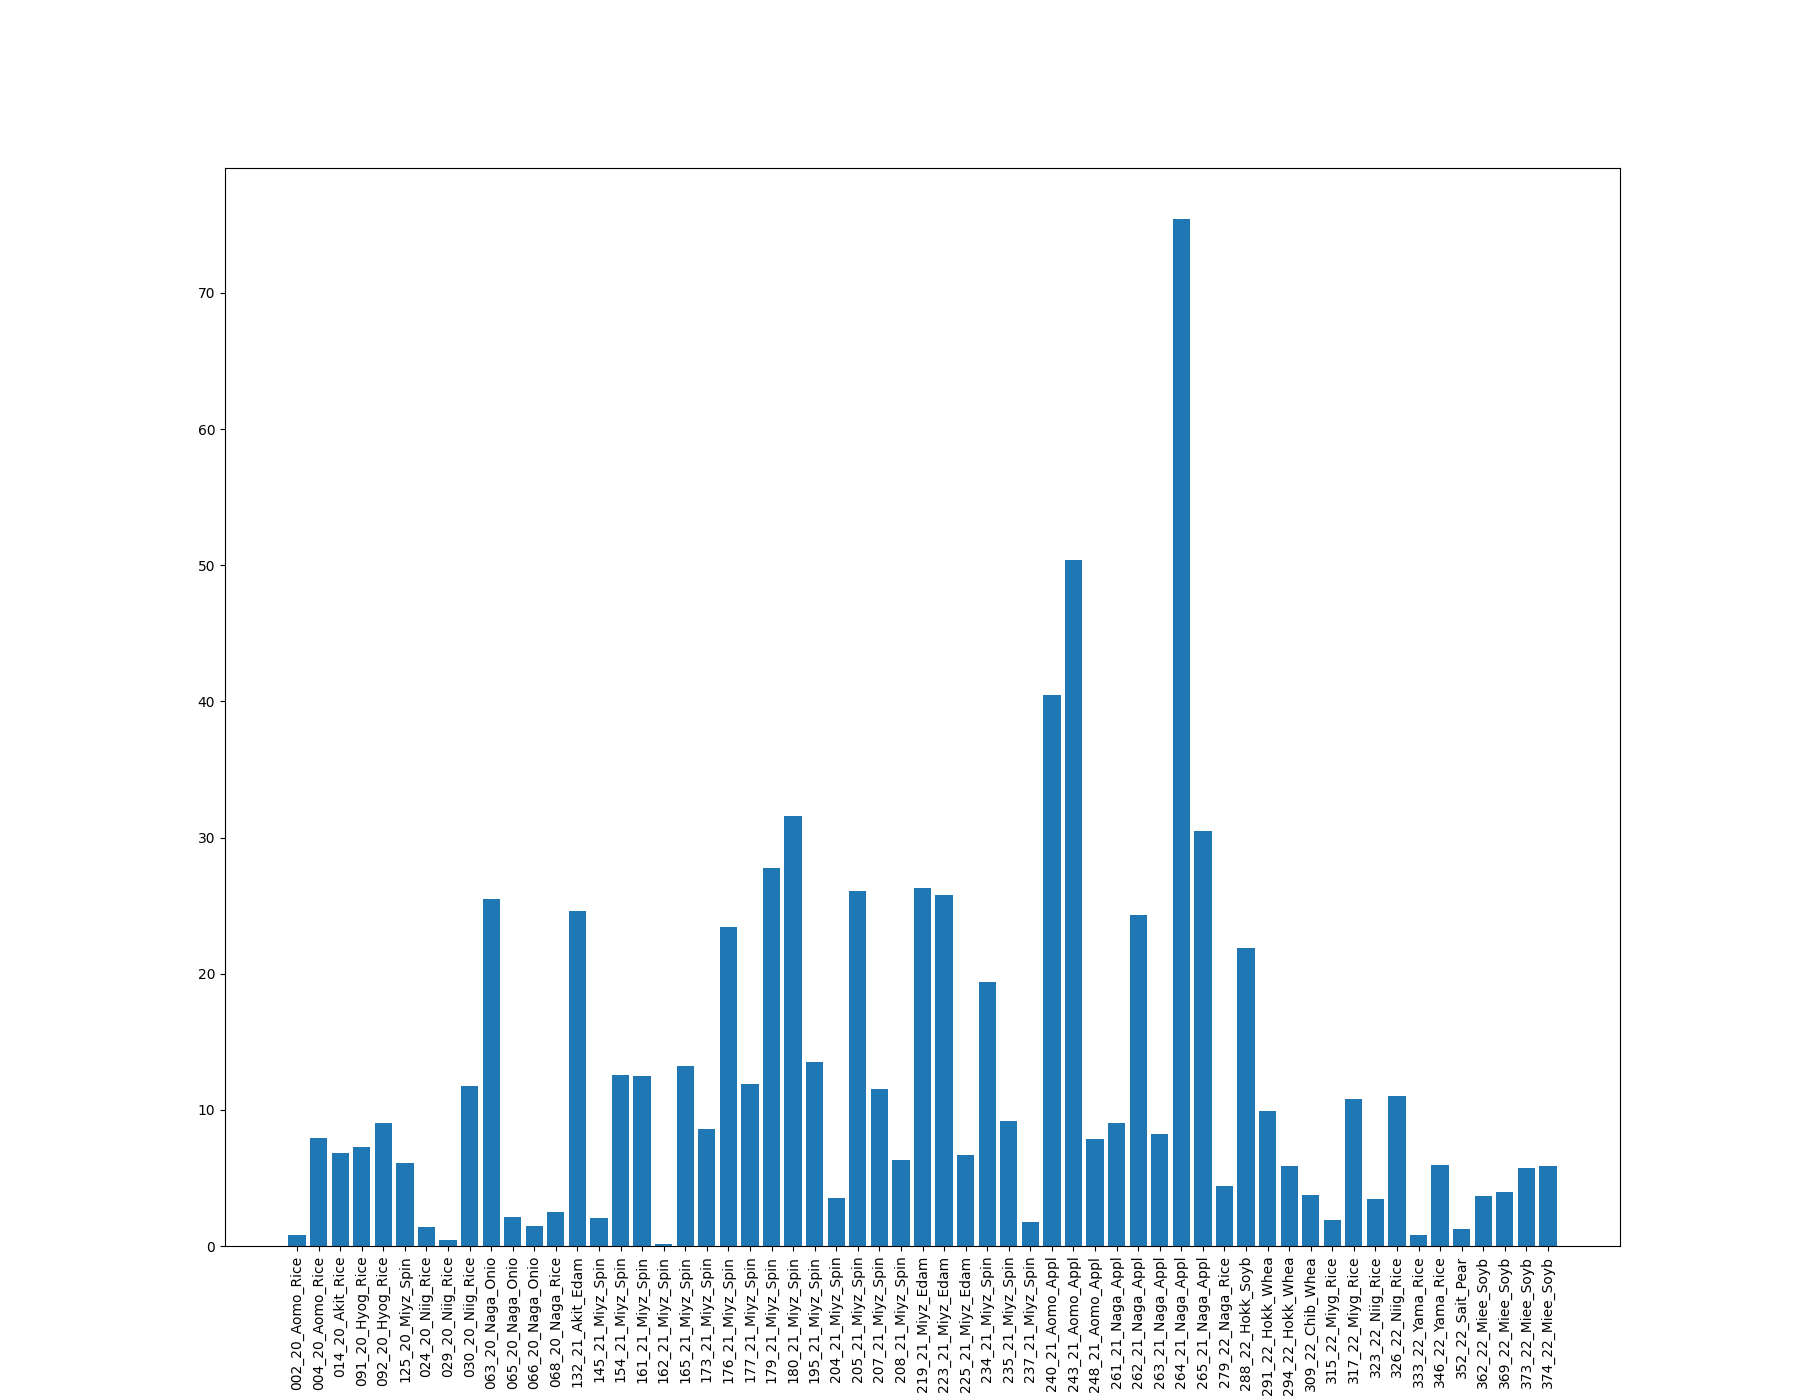 70
60
50
40
30
20
10
0
002_20_Aomo_Rice
004_20_Aomo_Rice
014_20_Akit_Rice
091_20_Hyog_Rice
092_20_Hyog_Rice
125_20_Miyz_Spin
024_20_Niig_Rice
029_20_Niig_Rice
030_20_Niig_Rice
063_20_Naga_Onio
065_20_Naga_Onio
066_20_Naga_Onio
068_20_Naga_Rice
132_21_Akit_Edam
145_21_Miyz_Spin
154_21_Miyz_Spin
161_21_Miyz_Spin
162_21_Miyz_Spin
165_21_Miyz_Spin
173_21_Miyz_Spin
176_21_Miyz_Spin
177_21_Miyz_Spin
179_21_Miyz_Spin
180_21_Miyz_Spin
195_21_Miyz_Spin
204_21_Miyz_Spin
205_21_Miyz_Spin
207_21_Miyz_Spin
208_21_Miyz_Spin
219_21_Miyz_Edam
223_21_Miyz_Edam
225_21_Miyz_Edam
234_21_Miyz_Spin
235_21_Miyz_Spin
237_21_Miyz_Spin
240_21_Aomo_Appl
243_21_Aomo_Appl
248_21_Aomo_Appl
261_21_Naga_Appl
262_21_Naga_Appl
263_21_Naga_Appl
264_21_Naga_Appl
265_21_Naga_Appl
279_22_Naga_Rice
288_22_Hokk_Soyb
291_22_Hokk_Whea
294_22_Hokk_Whea
309_22_Chib_Whea
315_22_Miyg_Rice
317_22_Miyg_Rice
323_22_Niig_Rice
326_22_Niig_Rice
333_22_Yama_Rice
346_22_Yama_Rice
352_22_Sait_Pear
362_22_Miee_Soyb
369_22_Miee_Soyb
373_22_Miee_Soyb
374_22_Miee_Soyb